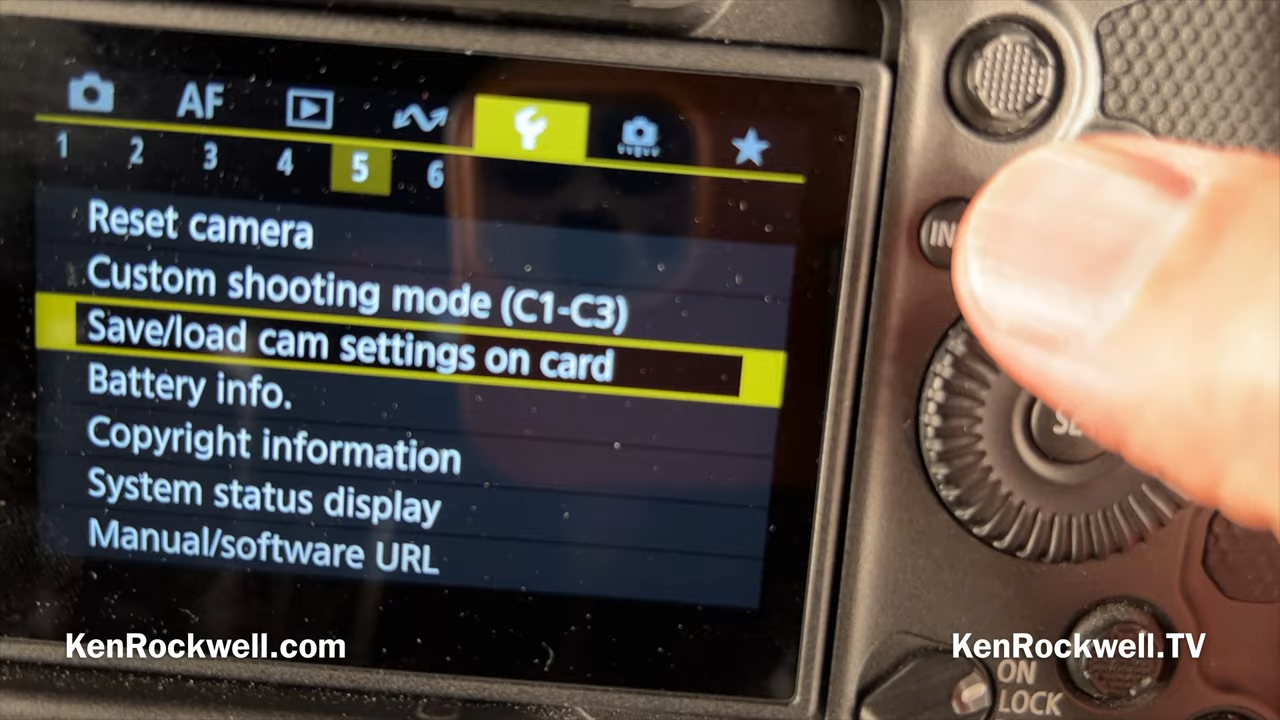 AF
1 2 3 4 5 6
Reset camera
Custom shooting mode (C1-C3)
Save/load cam settings on card
Battery info.
Copyright information
System status display
Manual/software URL
KenRockwell.com
KenRockwell.TV
ON
LOCK